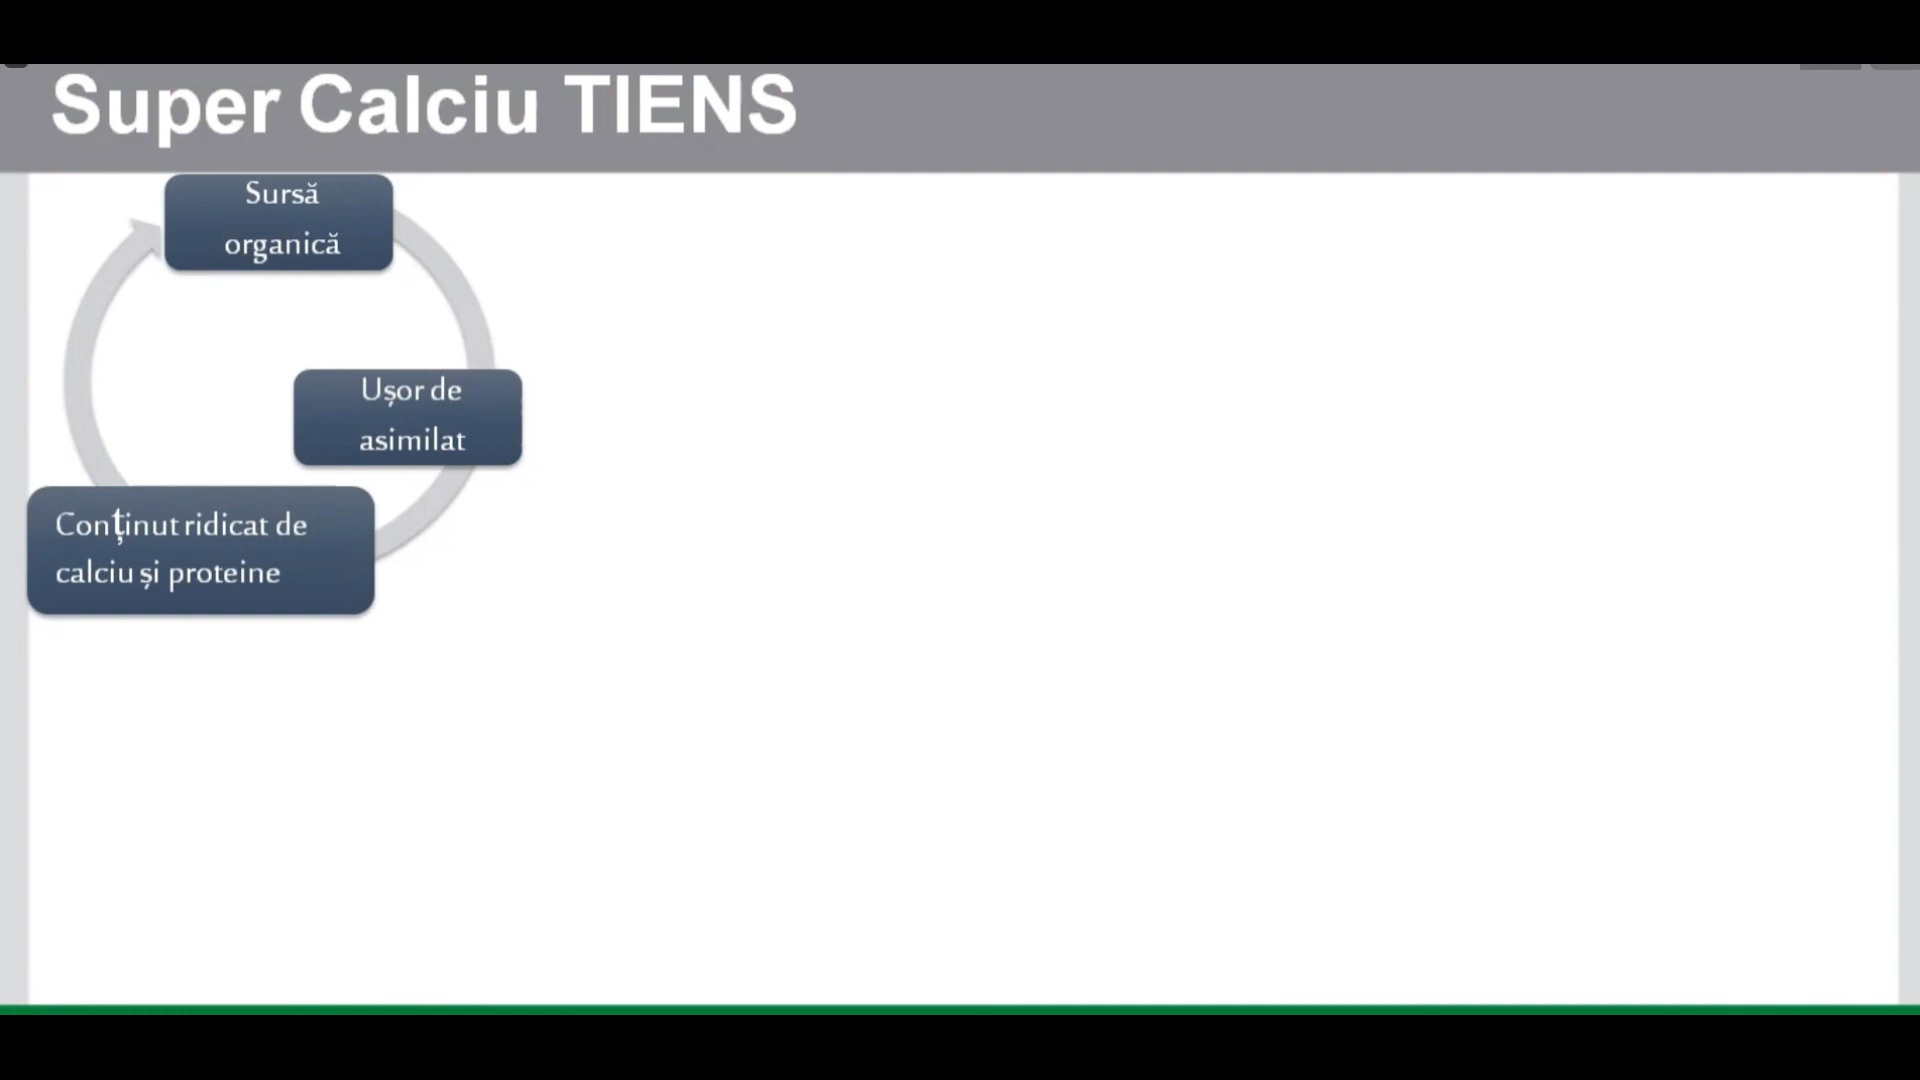 Super Calciu TIENS
Sursă
organică
Ușor de
asimilat
Conținut ridicat de
calciu și proteine